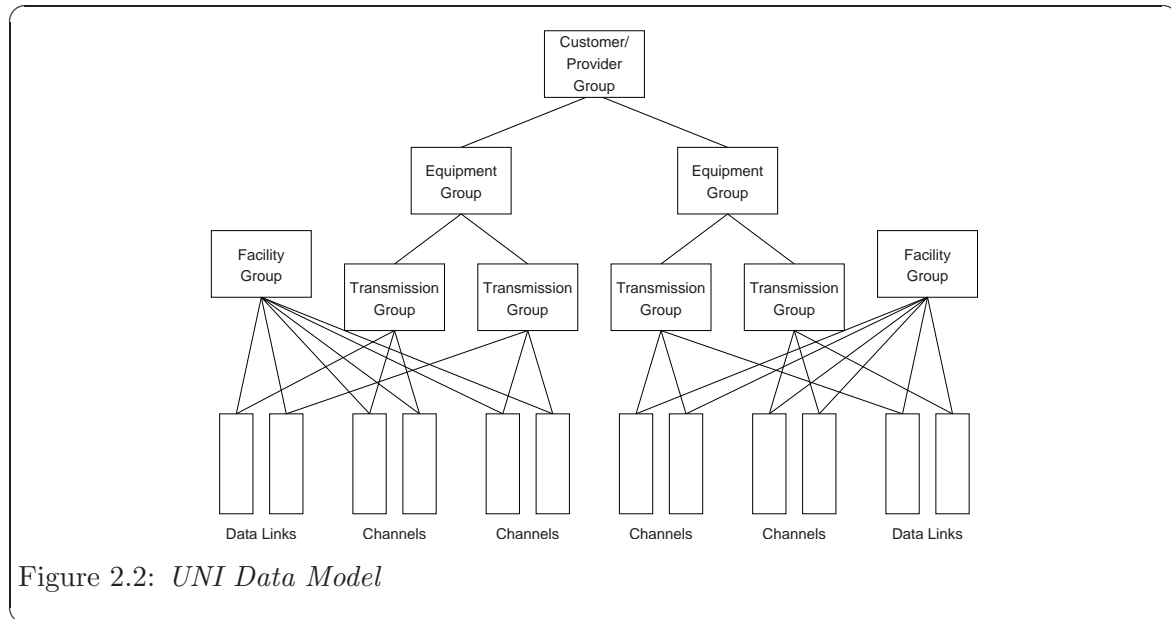 Customer/
Provider
Group
Equipment
Group
Equipment
Group
Facility
Group
Transmission
Group
Transmission
Group
Transmission
Group
Transmission
Group
Facility
Group
Data Links
Channels
Channels
Channels
Channels
Data Links
Figure 2.2: UNI Data Model